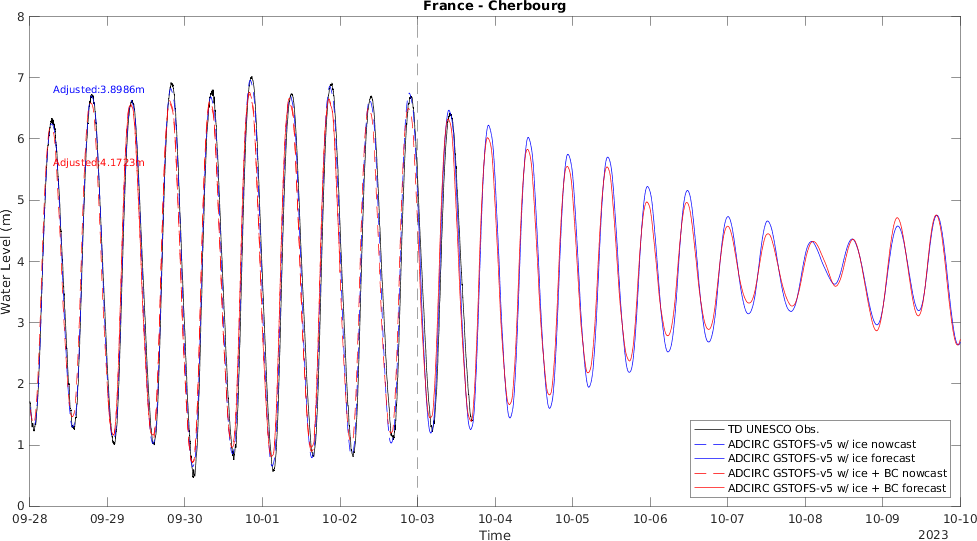 France - Cherbourg
8
7
6
5
4
3
2
1
0
Water Level (m)
Adjusted:3.8986m
Adjusted:4.1723m
TD UNESCO Obs.
ADCIRC GSTOFS-v5 w/ ice nowcast
ADCIRC GSTOFS-v5 w/ ice forecast
ADCIRC GSTOFS-v5 w/ ice + BC nowcast
ADCIRC GSTOFS-v5 w/ ice + BC forecast
09-28 09-29 09-30 10-01 10-02 10-03 10-04 10-05 10-06 10-07 10-08 10-09 10-10
Time
2023